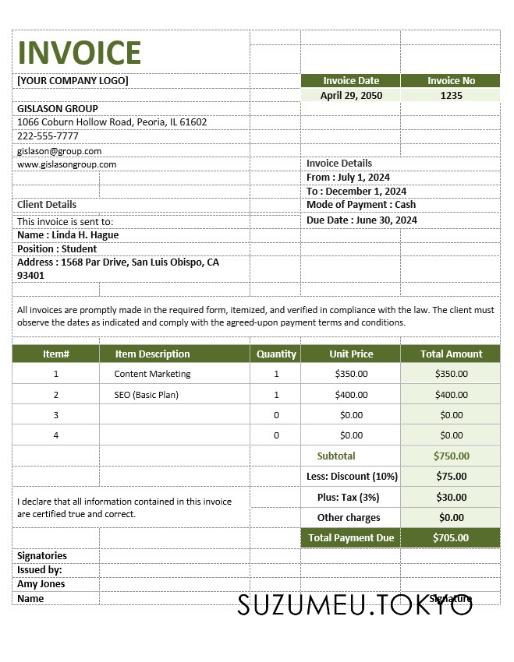 INVOICE
[YOUR COMPANY LOGO]
Invoice Date Invoice No
April 29, 2050 1235
GISLASON GROUP
1066 Coburn Hollow Road, Peoria, IL 61602
222-555-7777
gislason@group.com
www.gislasongroup.com
Invoice Details
From : July 1, 2024
To : December 1, 2024
Client Details
Mode of Payment : Cash
This invoice is sent to:
Due Date : June 30, 2024
Name : Linda H. Hague
Position : Student
Address : 1568 Par Drive, San Luis Obispo, CA
93401
All invoices are promptly made in the required form, itemized, and verified in compliance with the law. The client must
observe the dates as indicated and comply with the agreed-upon payment terms and conditions.
Item# Item Description Quantity Unit Price Total Amount
1 Content Marketing 1 $350.00 $350.00
2 SEO (Basic Plan) 1 $400.00 $400.00
3 0 $0.00 $0.00
4 0 $0.00 $0.00
Subtotal $750.00
Less: Discount (10%) $75.00
I declare that all information contained in this invoice
are certified true and correct.
Plus: Tax (3%) $30.00
Other charges $0.00
Total Payment Due $705.00
Signatories
Issued by:
Amy Jones
Name Signature
SUZUMEU.TOKYO